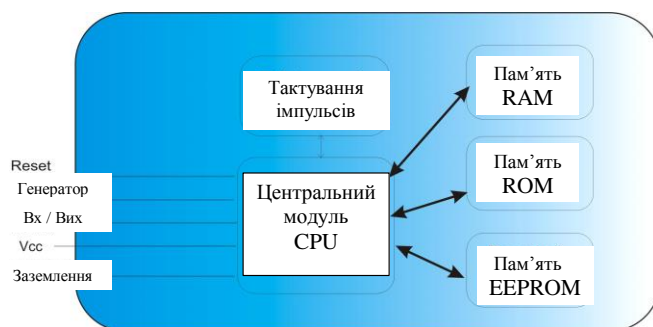 Тактування
імпульсів
Пам’ять
RAM
Reset
Генератор
Вх / Вих
Vcc
Заземлення
Центральний
модуль
CPU
Пам’ять
ROM
Пам’ять
EEPROM